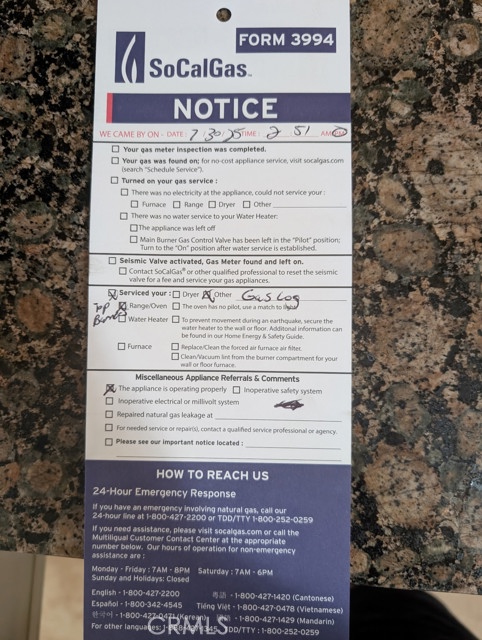 FORM 3994
SoCalGas™
NOTICE
WE CAME BY ON - DATE: 7/30/25 TIME: 2:51 AM/PM
Your gas meter inspection was completed.
Your gas was found on; for no-cost appliance service, visit socalgas.com
(search "Schedule Service").
Turned on your gas service:
There was no electricity at the appliance, could not service your:
Furnace Range Dryer Other
There was no water service to your Water Heater:
The appliance was left off
Main Burner Gas Control Valve has been left in the "Pilot" position;
Turn to the "On" position after water service is established.
Seismic Valve activated, Gas Meter found and left on.
Contact SoCalGas® or other qualified professional to reset the seismic
valve for a fee and service your gas appliances.
Serviced your: Dryer Other Gas Log
Top Range/Oven The oven has no pilot, use a match to light
Water Heater To prevent movement during an earthquake, secure the
water heater to the wall or floor. Additonal information can
be found in our Home Energy & Safety Guide.
Furnace Replace/Clean the forced air furnace air filter.
Clean/Vacuum lint from the burner compartment for your
wall or floor furnace.
Miscellaneous Appliance Referrals & Comments
The appliance is operating properly Inoperative safety system
Inoperative electrical or millivolt system
Repaired natural gas leakage at
For needed service or repair(s), contact a qualified service professional or agency.
Please see our important notice located:
HOW TO REACH US
24-Hour Emergency Response
If you have an emergency involving natural gas, call our
24-hour line at 1-800-427-2200 or TDD/TTY 1-800-252-0259
If you need assistance, please visit socalgas.com or call the
Multiligual Customer Contact Center at the appropriate
number below. Our hours of operation for non-emergency
assistance are:
Monday - Friday: 7AM - 8PM Saturday: 7AM - 6PM
Sunday and Holidays: Closed
English - 1-800-427-2200 粵語 - 1-800-427-1420 (Cantonese)
Español - 1-800-342-4545 Tiếng Việt - 1-800-427-0478 (Vietnamese)
한국어 - 1-800-427-0471 (Korean) 1-800-427-1429 (Mandarin)
For other languages: TDD/TTY: 1-800-252-0259
CRMLS